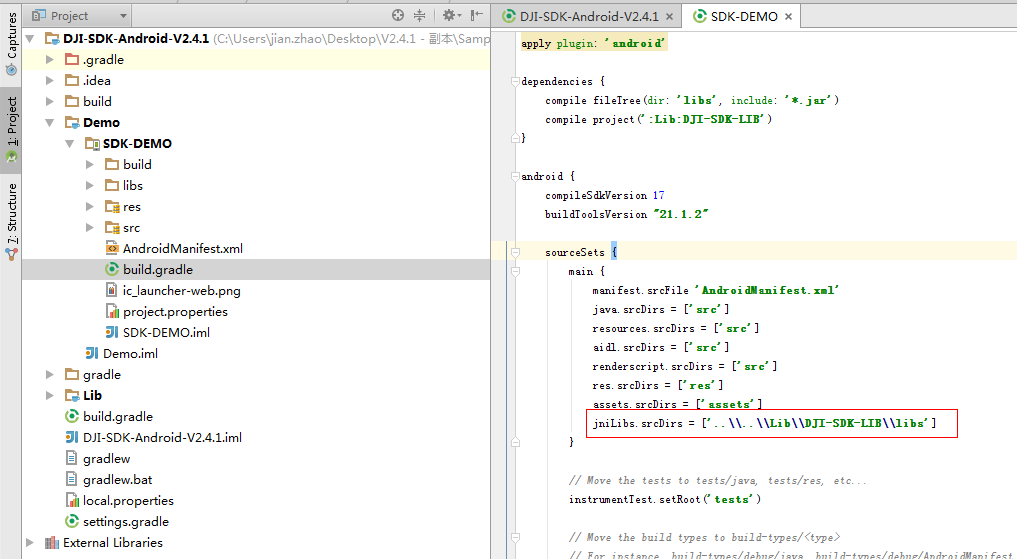 Captures
1: Project
7: Structure
Project
DJI-SDK-Android-V2.4.1 (C:\Users\jian.zhao\Desktop\V2.4.1 - 副本\Samp
.gradle
.idea
build
Demo
SDK-DEMO
build
libs
res
src
AndroidManifest.xml
build.gradle
ic_launcher-web.png
project.properties
SDK-DEMO.iml
Demo.iml
gradle
Lib
build.gradle
DJI-SDK-Android-V2.4.1.iml
gradlew
gradlew.bat
local.properties
settings.gradle
External Libraries
DJI-SDK-Android-V2.4.1 ×
SDK-DEMO ×
apply plugin: 'android'
dependencies {
compile fileTree(dir: 'libs', include: '*.jar')
compile project(':Lib:DJI-SDK-LIB')
}
android {
compileSdkVersion 17
buildToolsVersion "21.1.2"
sourceSets {
main {
manifest.srcFile 'AndroidManifest.xml'
java.srcDirs = ['src']
resources.srcDirs = ['src']
aidl.srcDirs = ['src']
renderscript.srcDirs = ['src']
res.srcDirs = ['res']
assets.srcDirs = ['assets']
jniLibs.srcDirs = ['..\\..\\Lib\\DJI-SDK-LIB\\libs']
}
// Move the tests to tests/java, tests/res, etc...
instrumentTest.setRoot('tests')
// Move the build types to build-types/<type>
// For instance, build-types/debug/java, build-types/debug/AndroidManifest